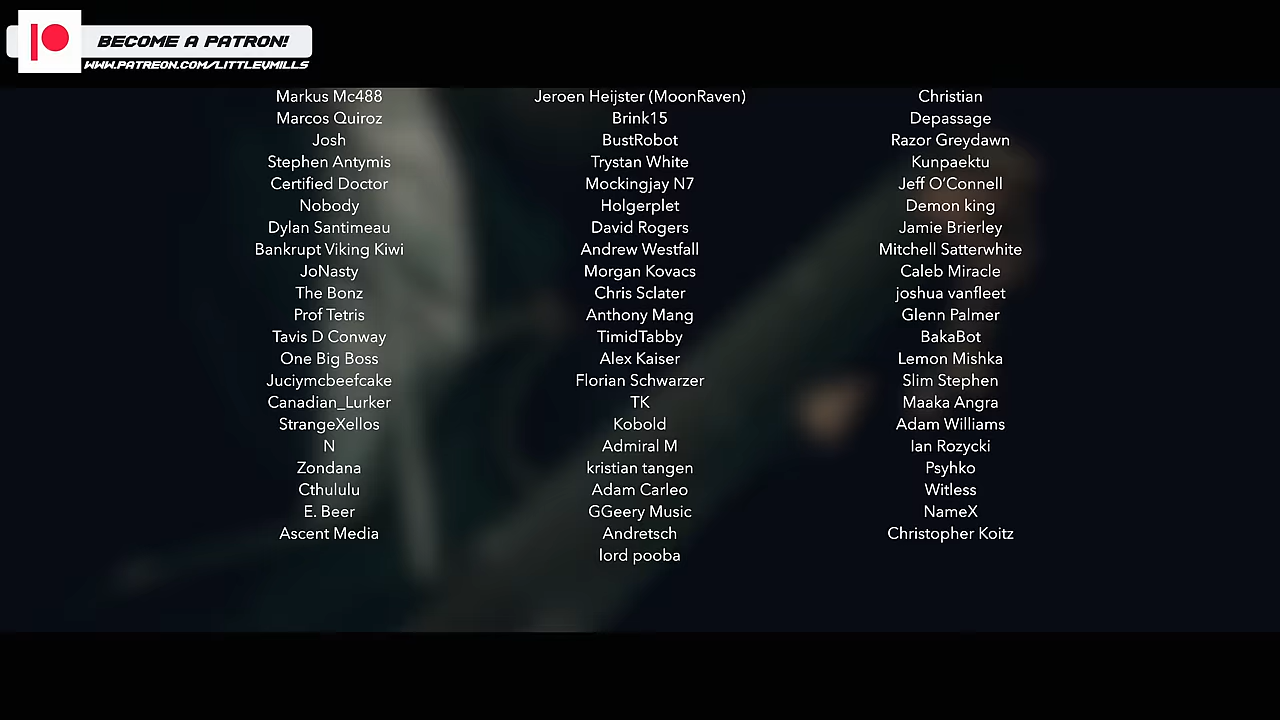 BECOME A PATRON!
WWW.PATREON.COM/LITTLEVMILLS
Markus Mc488
Marcos Quiroz
Josh
Stephen Antymis
Certified Doctor
Nobody
Dylan Santimeau
Bankrupt Viking Kiwi
JoNasty
The Bonz
Prof Tetris
Tavis D Conway
One Big Boss
Juciymcbeefcake
Canadian_Lurker
StrangeXellos
N
Zondana
Cthululu
E. Beer
Ascent Media
Jeroen Heijster (MoonRaven)
Brink15
BustRobot
Trystan White
Mockingjay N7
Holgerplet
David Rogers
Andrew Westfall
Morgan Kovacs
Chris Sclater
Anthony Mang
TimidTabby
Alex Kaiser
Florian Schwarzer
TK
Kobold
Admiral M
kristian tangen
Adam Carleo
GGeery Music
Andretsch
lord pooba
Christian
Depassage
Razor Greydawn
Kunpaektu
Jeff O’Connell
Demon king
Jamie Brierley
Mitchell Satterwhite
Caleb Miracle
joshua vanfleet
Glenn Palmer
BakaBot
Lemon Mishka
Slim Stephen
Maaka Angra
Adam Williams
Ian Rozycki
Psyhko
Witless
NameX
Christopher Koitz